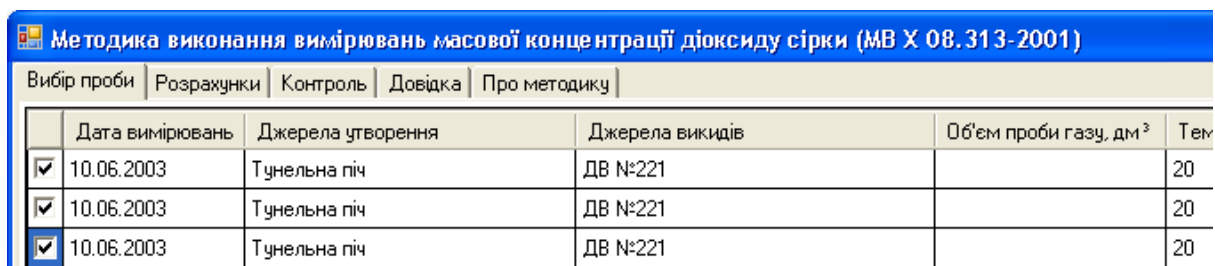 Методика виконання вимірювань масової концентрації діоксиду сірки (МВ Х 08.313-2001)
Вибір проби Розрахунки Контроль Довідка Про методику
Дата вимірювань Джерела утворення Джерела викидів Об'єм проби газу, дм³ Тем
10.06.2003 Тунельна піч ДВ №221 20
10.06.2003 Тунельна піч ДВ №221 20
10.06.2003 Тунельна піч ДВ №221 20